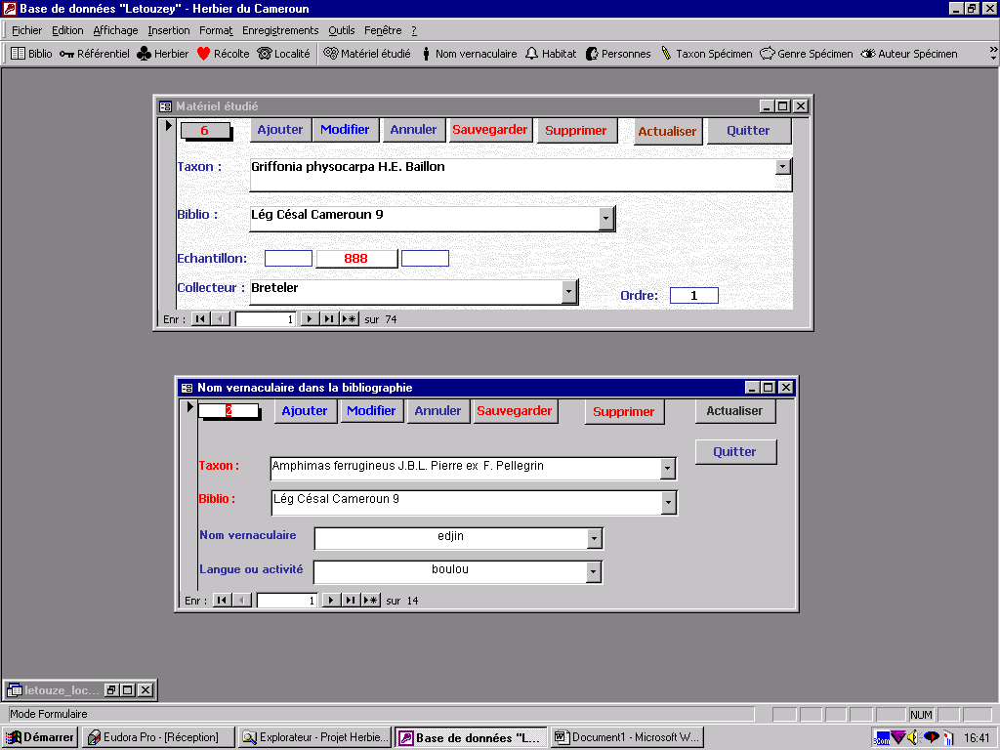 Base de données "Letouzey" - Herbier du Cameroun
Fichier Edition Affichage Insertion Format Enregistrements Outils Fenêtre ?
Biblio Référentiel Herbier Récolte Localité Matériel étudié Nom vernaculaire Habitat Personnes Taxon Spécimen Genre Spécimen Auteur Spécimen
Matériel étudié
6 Ajouter Modifier Annuler Sauvegarder Supprimer Actualiser Quitter
Taxon : Griffonia physocarpa H.E. Baillon
Biblio : Lég Césal Cameroun 9
Echantillon: 888
Collecteur : Breteler Ordre: 1
Enr : 1 sur 74
Nom vernaculaire dans la bibliographie
2 Ajouter Modifier Annuler Sauvegarder Supprimer Actualiser
Quitter
Taxon : Amphimas ferrugineus J.B.L. Pierre ex F. Pellegrin
Biblio : Lég Césal Cameroun 9
Nom vernaculaire edjin
Langue ou activité boulou
Enr : 1 sur 14
letouze_loc...
Mode Formulaire NUM
Démarrer Eudora Pro - [Réception] Explorateur - Projet Herbie... Base de données "L... Document1 - Microsoft W... 16:41